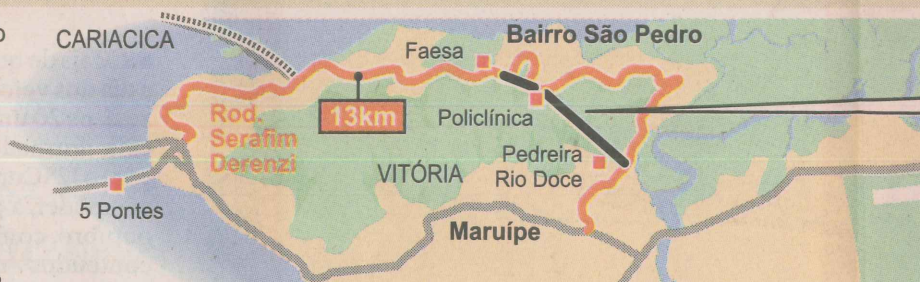 CARIACICA
Faesa
Bairro São Pedro
Rod.
Serafim
Derenzi
13km
Policlínica
VITÓRIA
Pedreira
Rio Doce
5 Pontes
Maruípe